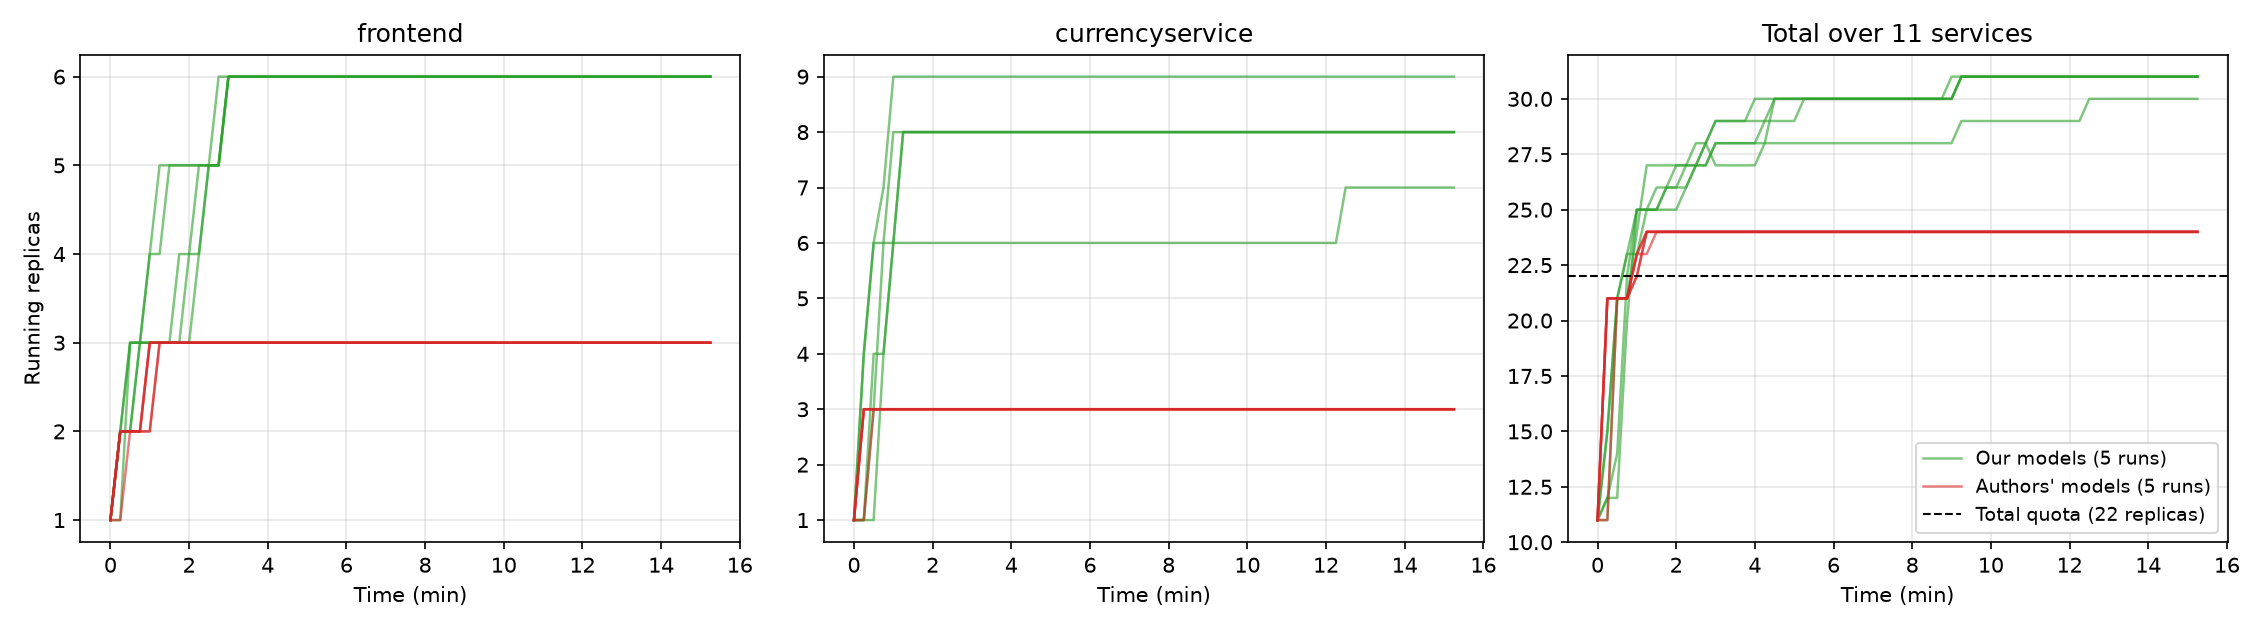 frontend
Running replicas
6
5
4
3
2
1
0 2 4 6 8 10 12 14 16
Time (min)
currencyservice
9
8
7
6
5
4
3
2
1
0 2 4 6 8 10 12 14 16
Time (min)
Total over 11 services
30.0
27.5
25.0
22.5
20.0
17.5
15.0
12.5
10.0
Our models (5 runs)
Authors' models (5 runs)
Total quota (22 replicas)
0 2 4 6 8 10 12 14 16
Time (min)